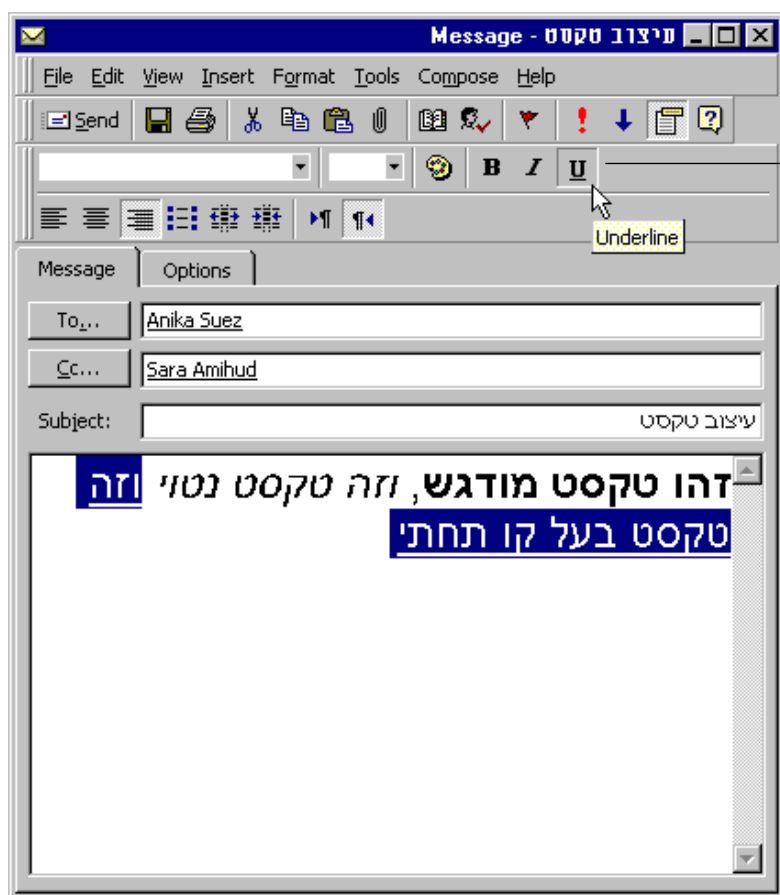 עיצוב טקסט - Message
File Edit View Insert Format Tools Compose Help
Send
B I U
Underline
Message Options
To... Anika Suez
Cc... Sara Amihud
Subject: עיצוב טקסט
זהו טקסט מודגש, וזה טקסט נטוי וזה
טקסט בעל קו תחתי